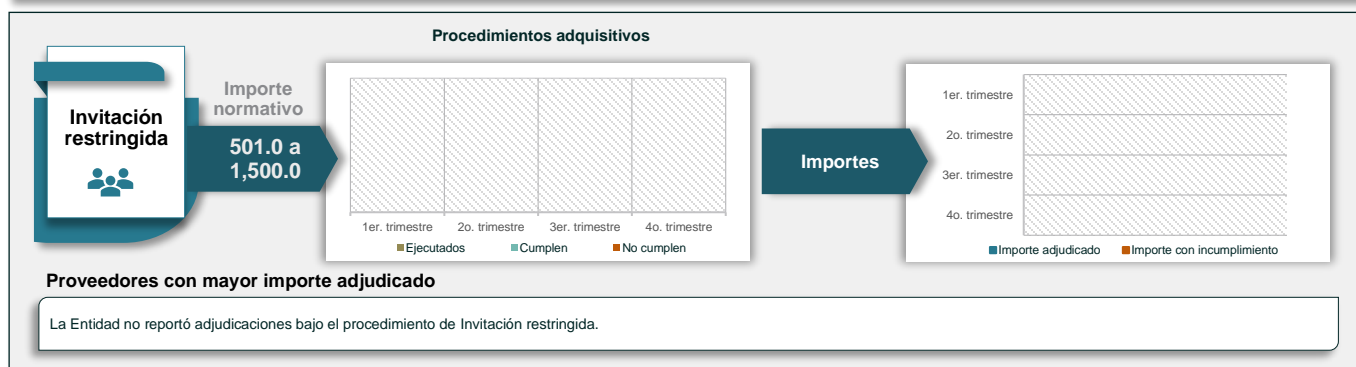 Procedimientos adquisitivos
Invitación
restringida
Importe
normativo
501.0 a
1,500.0
1er. trimestre 2o. trimestre 3er. trimestre 4o. trimestre
Ejecutados Cumplen No cumplen
Importes
1er. trimestre
2o. trimestre
3er. trimestre
4o. trimestre
Importe adjudicado Importe con incumplimiento
Proveedores con mayor importe adjudicado
La Entidad no reportó adjudicaciones bajo el procedimiento de Invitación restringida.